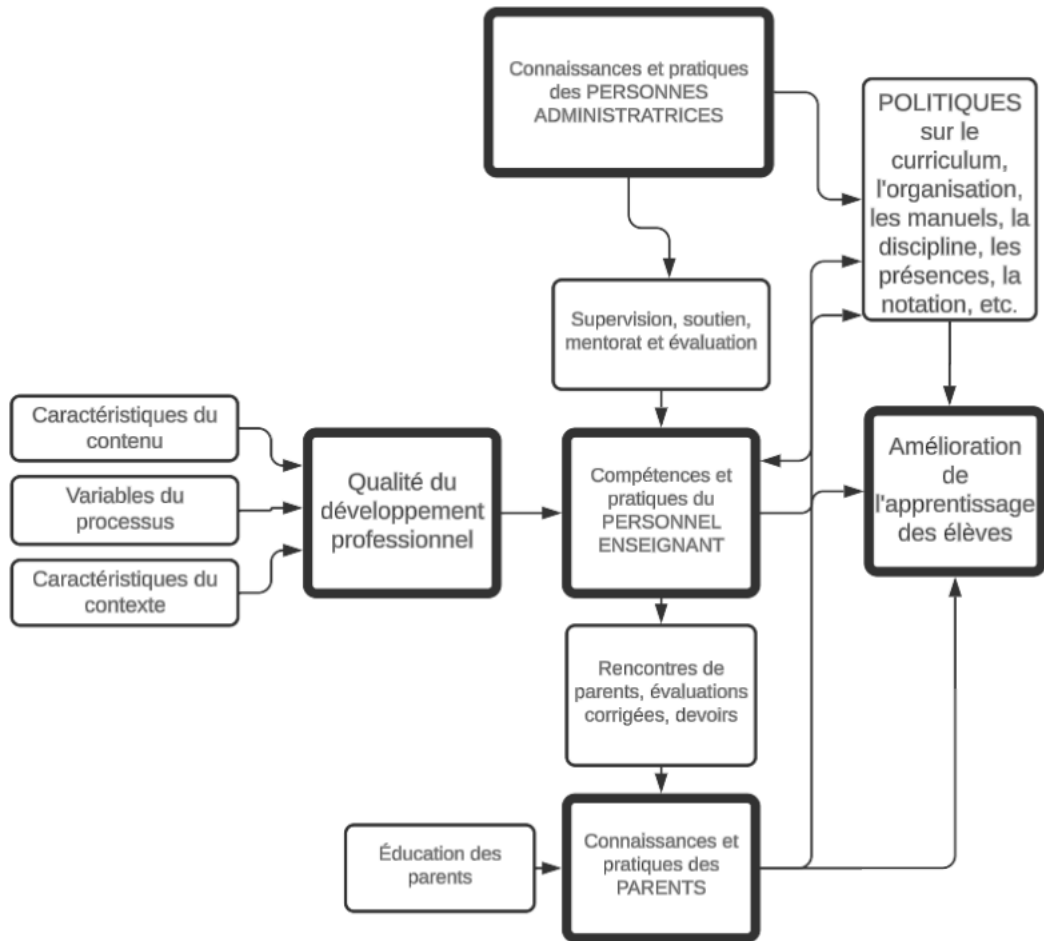 Connaissances et pratiques
des PERSONNES
ADMINISTRATRICES
POLITIQUES
sur le
curriculum,
l'organisation,
les manuels, la
discipline, les
présences, la
notation, etc.
Supervision, soutien,
mentorat et évaluation
Caractéristiques du
contenu
Variables du
processus
Caractéristiques du
contexte
Qualité du
développement
professionnel
Compétences et
pratiques du
PERSONNEL
ENSEIGNANT
Amélioration
de
l'apprentissage
des élèves
Rencontres de
parents, évaluations
corrigées, devoirs
Éducation des
parents
Connaissances et
pratiques des
PARENTS